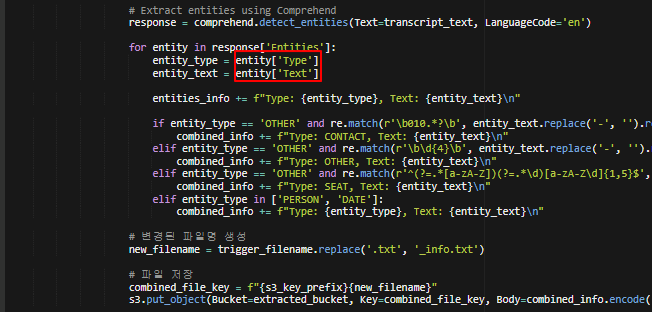 # Extract entities using Comprehend
response = comprehend.detect_entities(Text=transcript_text, LanguageCode='en')
for entity in response['Entities']:
entity_type = entity['Type']
entity_text = entity['Text']
entities_info += f"Type: {entity_type}, Text: {entity_text}\n"
if entity_type == 'OTHER' and re.match(r'\b010.*?\b', entity_text.replace('-', '').r
combined_info += f"Type: CONTACT, Text: {entity_text}\n"
elif entity_type == 'OTHER' and re.match(r'\b\d{4}\b', entity_text.replace('-', '').
combined_info += f"Type: OTHER, Text: {entity_text}\n"
elif entity_type == 'OTHER' and re.match(r'^(?=.*[a-zA-Z])(?=.*\d)[a-zA-Z\d]{1,5}$',
combined_info += f"Type: SEAT, Text: {entity_text}\n"
elif entity_type in ['PERSON', 'DATE']:
combined_info += f"Type: {entity_type}, Text: {entity_text}\n"
# 변경된 파일명 생성
new_filename = trigger_filename.replace('.txt', '_info.txt')
# 파일 저장
combined_file_key = f"{s3_key_prefix}{new_filename}"
s3.put_object(Bucket=extracted_bucket, Key=combined_file_key, Body=combined_info.encode(